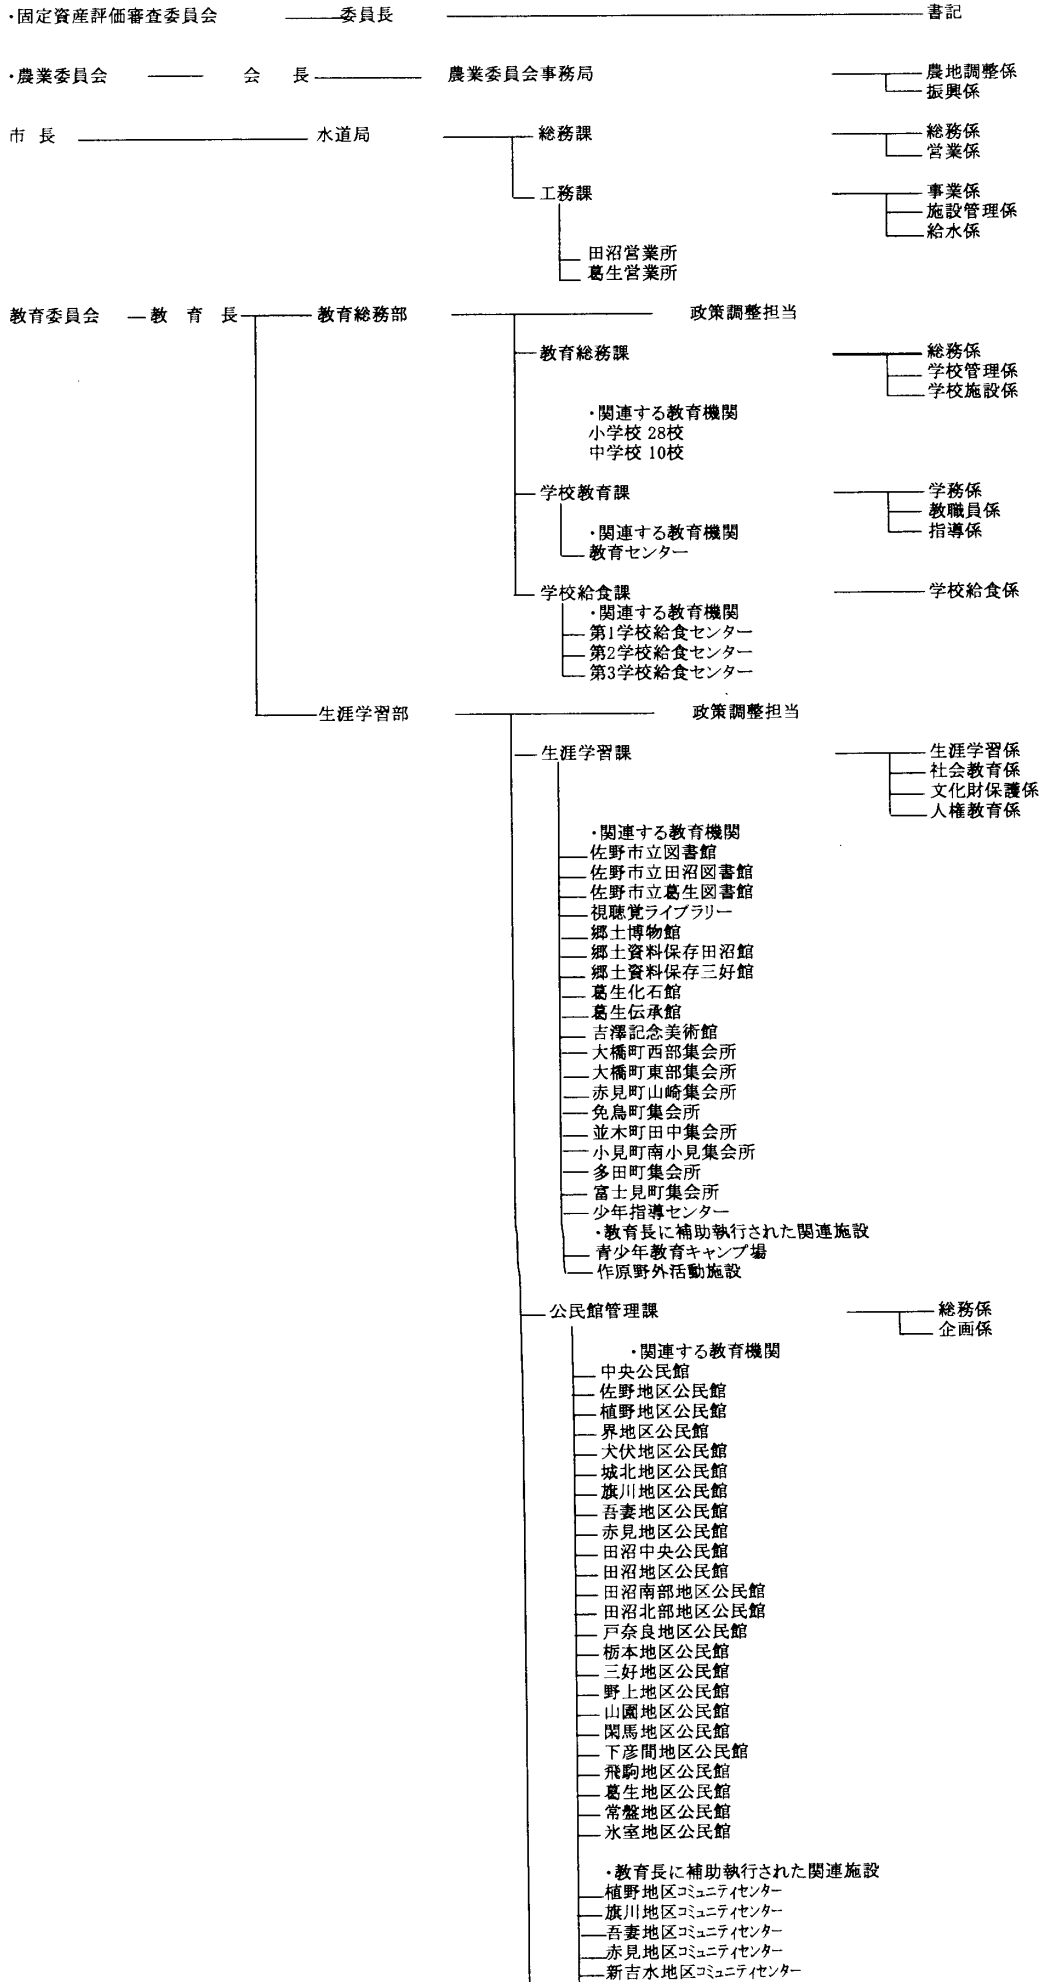 ・固定資産評価審査委員会 委員長 書記
・農業委員会 会 長 農業委員会事務局 農地調整係
振興係
市 長 水道局 総務課 総務係
営業係
工務課 事業係
施設管理係
給水係
田沼営業所
葛生営業所
教育委員会 教 育 長 教育総務部 政策調整担当
教育総務課 総務係
学校管理係
学校施設係
・関連する教育機関
小学校 28校
中学校 10校
学校教育課 学務係
教職員係
・関連する教育機関 指導係
教育センター
学校給食課 学校給食係
・関連する教育機関
第1学校給食センター
第2学校給食センター
第3学校給食センター
生涯学習部 政策調整担当
生涯学習課 生涯学習係
社会教育係
文化財保護係
人権教育係
・関連する教育機関
佐野市立図書館
佐野市立田沼図書館
佐野市立葛生図書館
視聴覚ライブラリー
郷土博物館
郷土資料保存田沼館
郷土資料保存三好館
葛生化石館
葛生伝承館
吉澤記念美術館
大橋町西部集会所
大橋町東部集会所
赤見町山崎集会所
免鳥町集会所
並木町田中集会所
小見町南小見集会所
多田町集会所
富士見町集会所
少年指導センター
・教育長に補助執行された関連施設
青少年教育キャンプ場
作原野外活動施設
公民館管理課 総務係
企画係
・関連する教育機関
中央公民館
佐野地区公民館
植野地区公民館
界地区公民館
犬伏地区公民館
城北地区公民館
旗川地区公民館
吾妻地区公民館
赤見地区公民館
田沼中央公民館
田沼地区公民館
田沼南部地区公民館
田沼北部地区公民館
戸奈良地区公民館
栃本地区公民館
三好地区公民館
野上地区公民館
山園地区公民館
閑馬地区公民館
下彦間地区公民館
飛駒地区公民館
葛生地区公民館
常盤地区公民館
氷室地区公民館
・教育長に補助執行された関連施設
植野地区コミュニティセンター
旗川地区コミュニティセンター
吾妻地区コミュニティセンター
赤見地区コミュニティセンター
新吉水地区コミュニティセンター